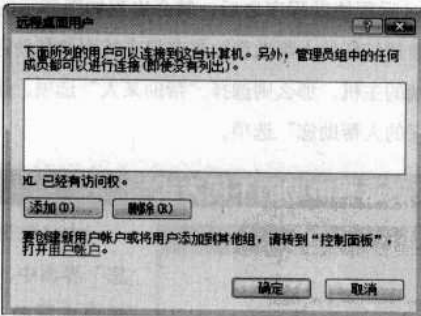 远程桌面用户
下面所列的用户可以连接到这台计算机。另外，管理员组中的任何
成员都可以进行连接(即使没有列出)。
ML 已经有访问权。
添加(D)... 删除(R)
要创建新用户帐户或将用户添加到其他组，请转到“控制面板”，
打开用户帐户。
确定 取消